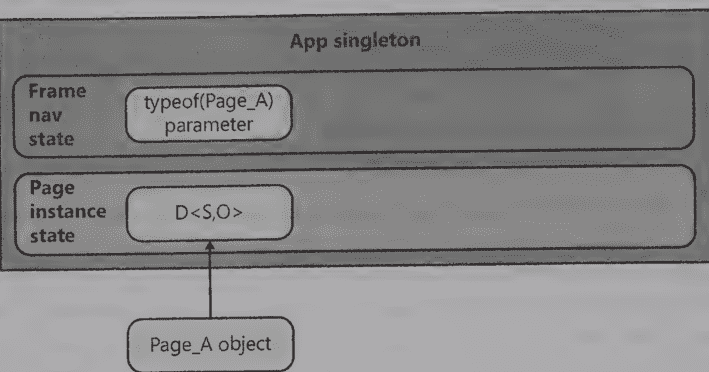 App singleton
Frame
nav
state
typeof(Page_A)
parameter
Page
instance
state
D<S,O>
Page_A object